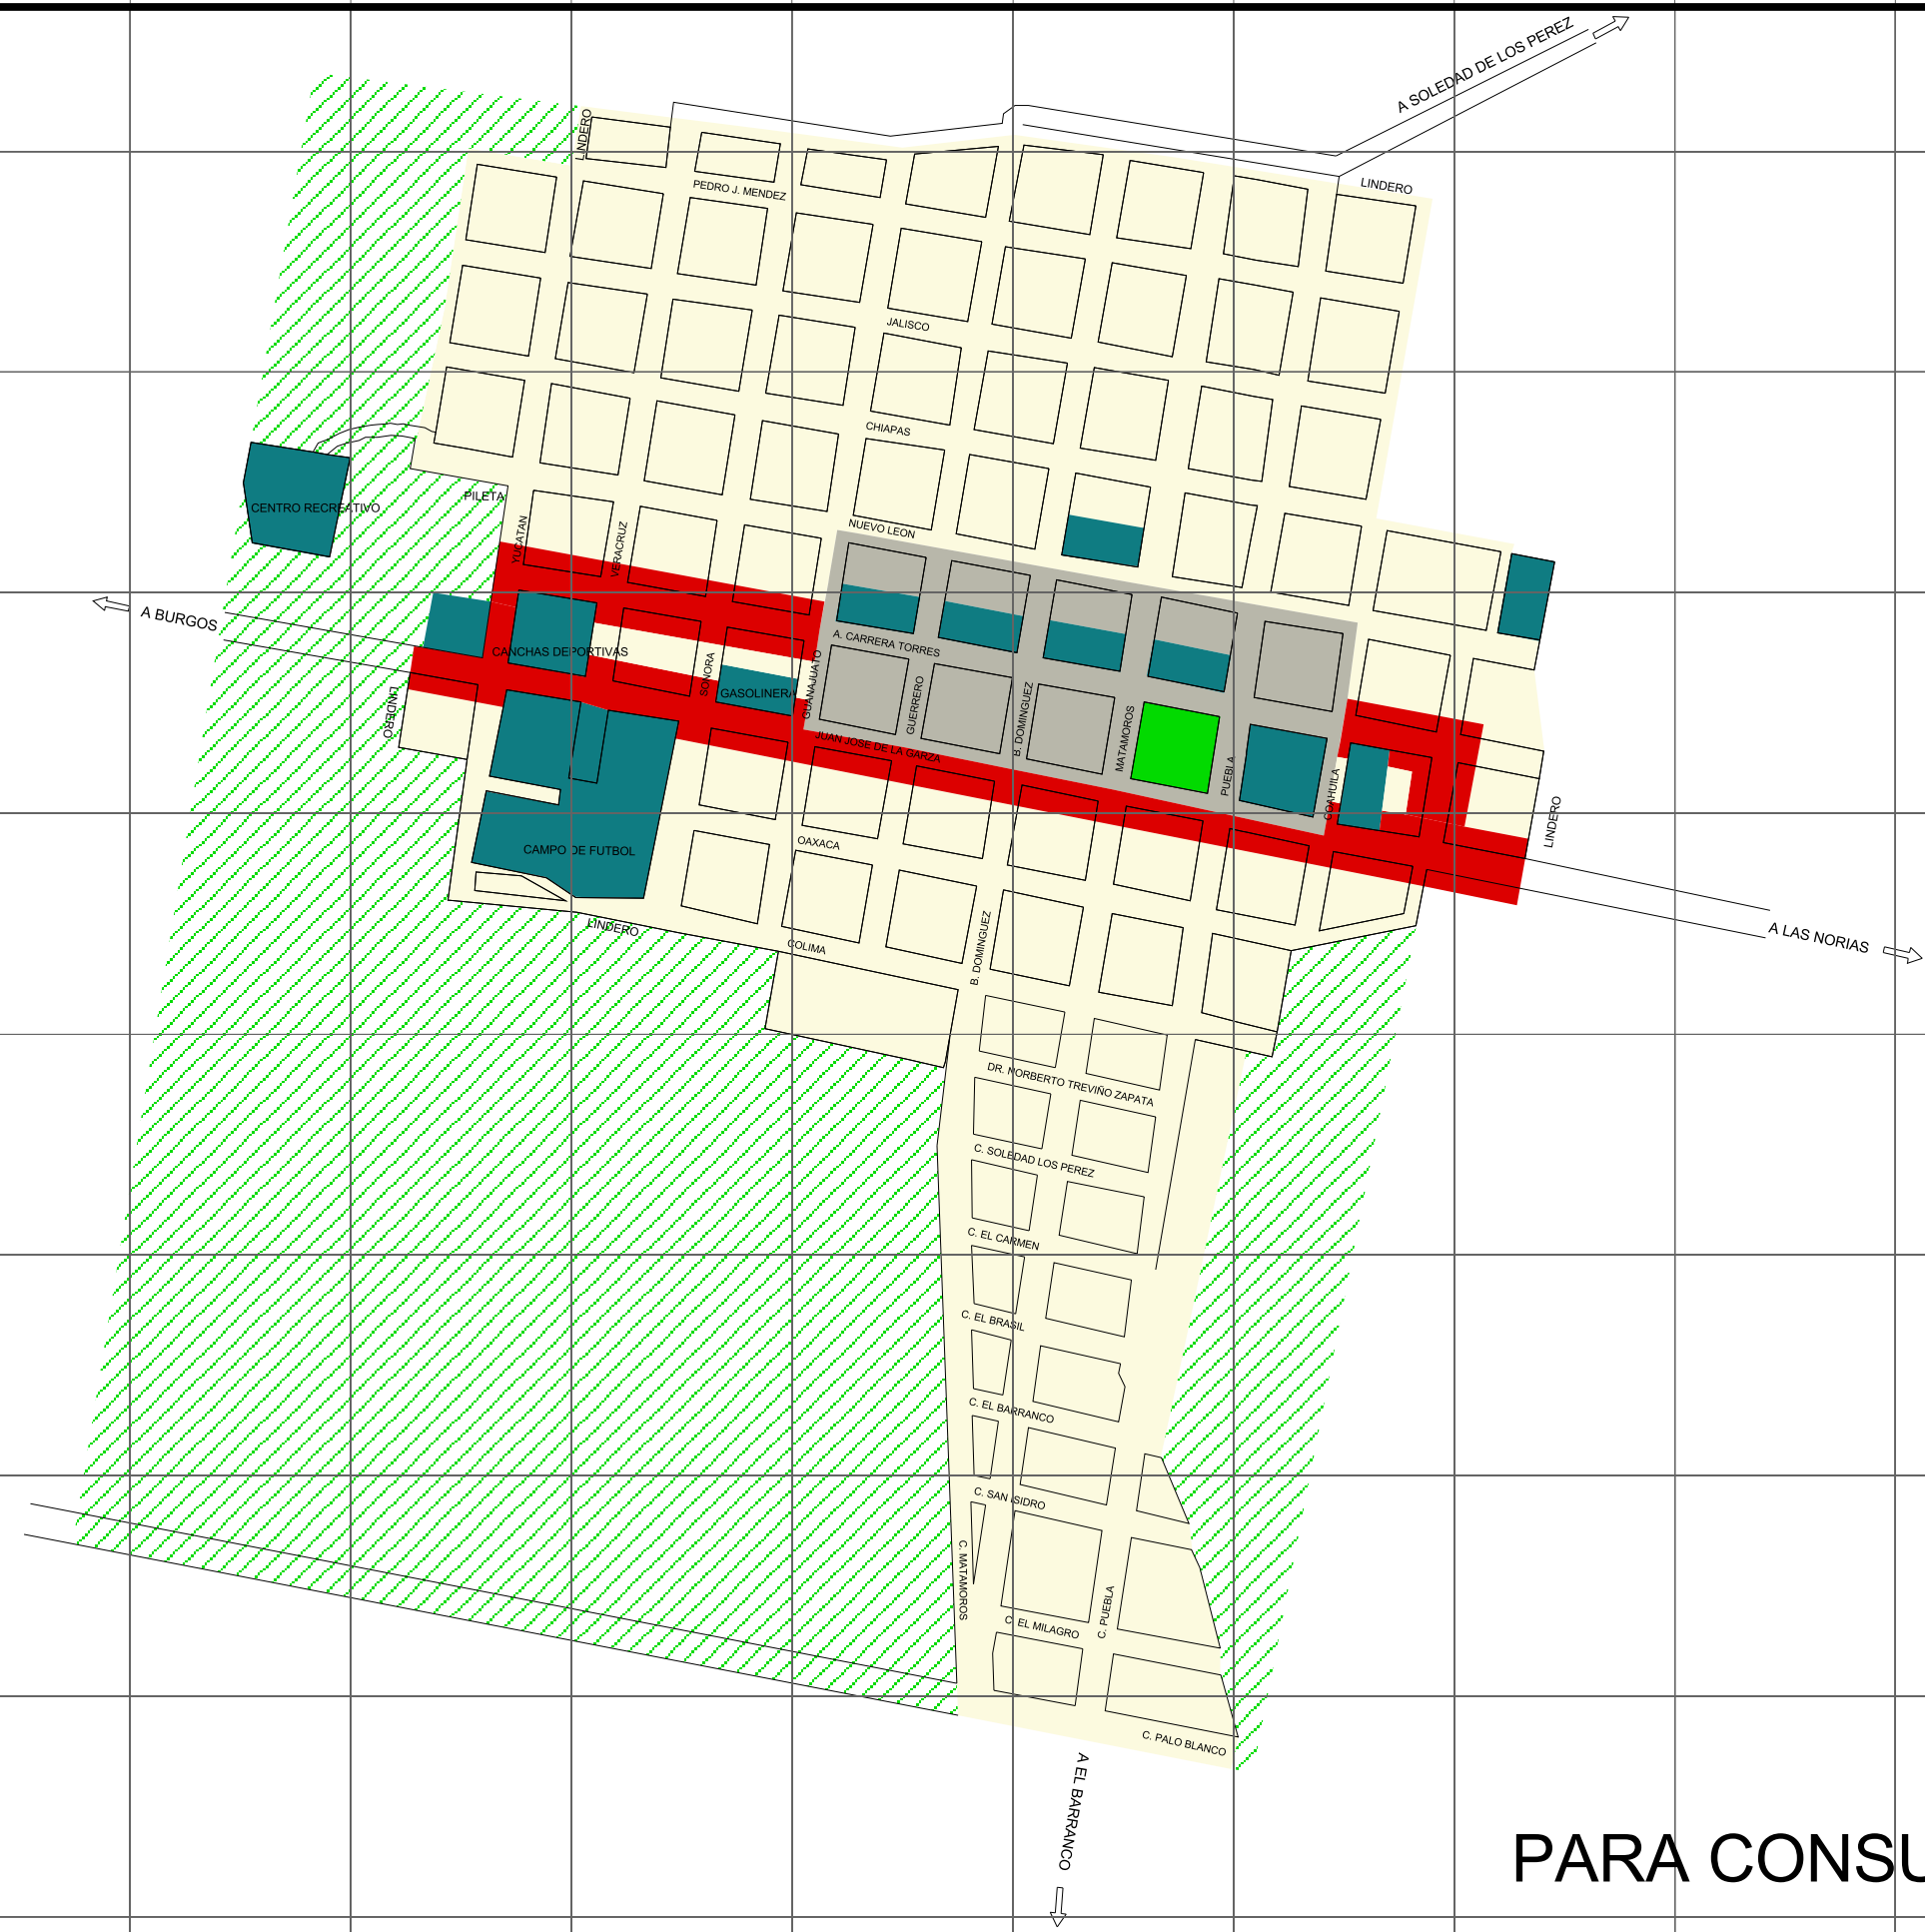 A SOLEDAD DE LOS PEREZ
LINDERO
LINDERO
PEDRO J. MENDEZ
JALISCO
CHIAPAS
PILETA
CENTRO RECREATIVO
NUEVO LEON
YUCATAN
VERACRUZ
A BURGOS
A. CARRERA TORRES
CANCHAS DEPORTIVAS
SONORA
GUANAJUATO
GASOLINERA
GUERRERO
B. DOMINGUEZ
MATAMOROS
PUEBLA
COAHUILA
LINDERO
JUAN JOSE DE LA GARZA
LINDERO
OAXACA
CAMPO DE FUTBOL
LINDERO
COLIMA
B. DOMINGUEZ
A LAS NORIAS
DR. NORBERTO TREVIÑO ZAPATA
C. SOLEDAD LOS PEREZ
C. EL CARMEN
C. EL BRASIL
C. EL BARRANCO
C. SAN ISIDRO
C. MATAMOROS
C. PUEBLA
C. EL MILAGRO
C. PALO BLANCO
A EL BARRANCO
PARA CONSU